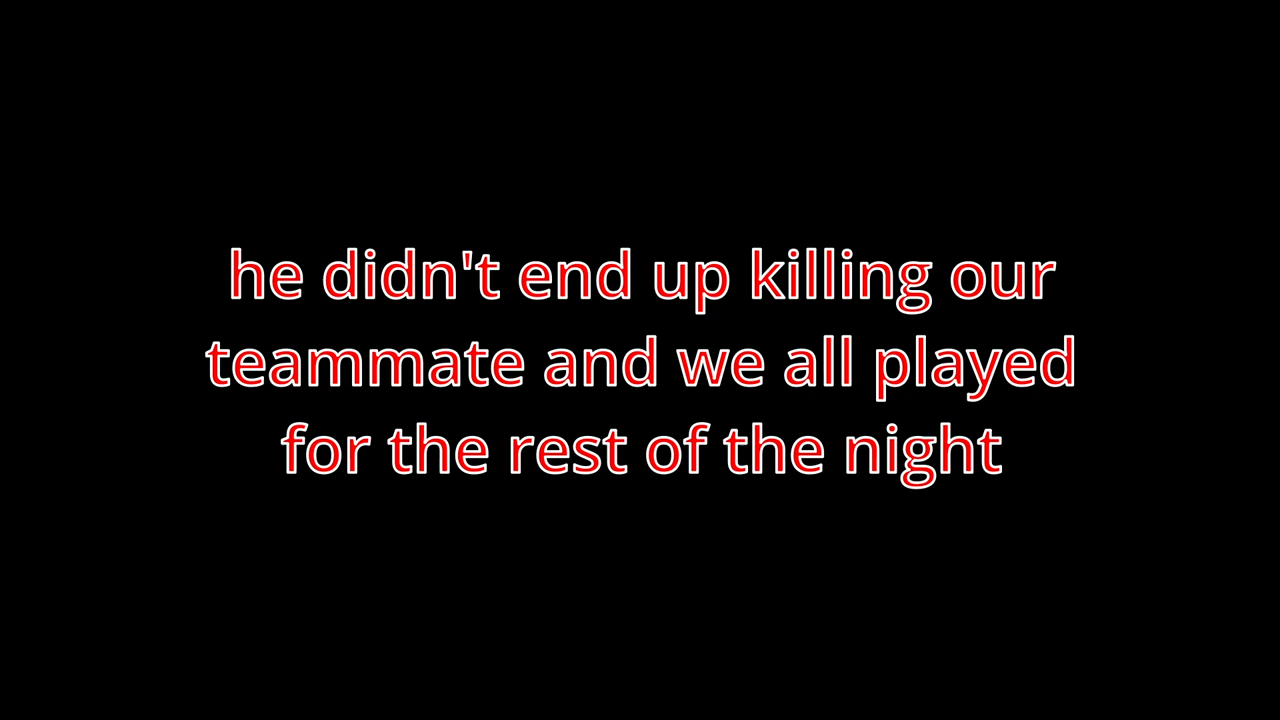 he didn't end up killing our
teammate and we all played
for the rest of the night